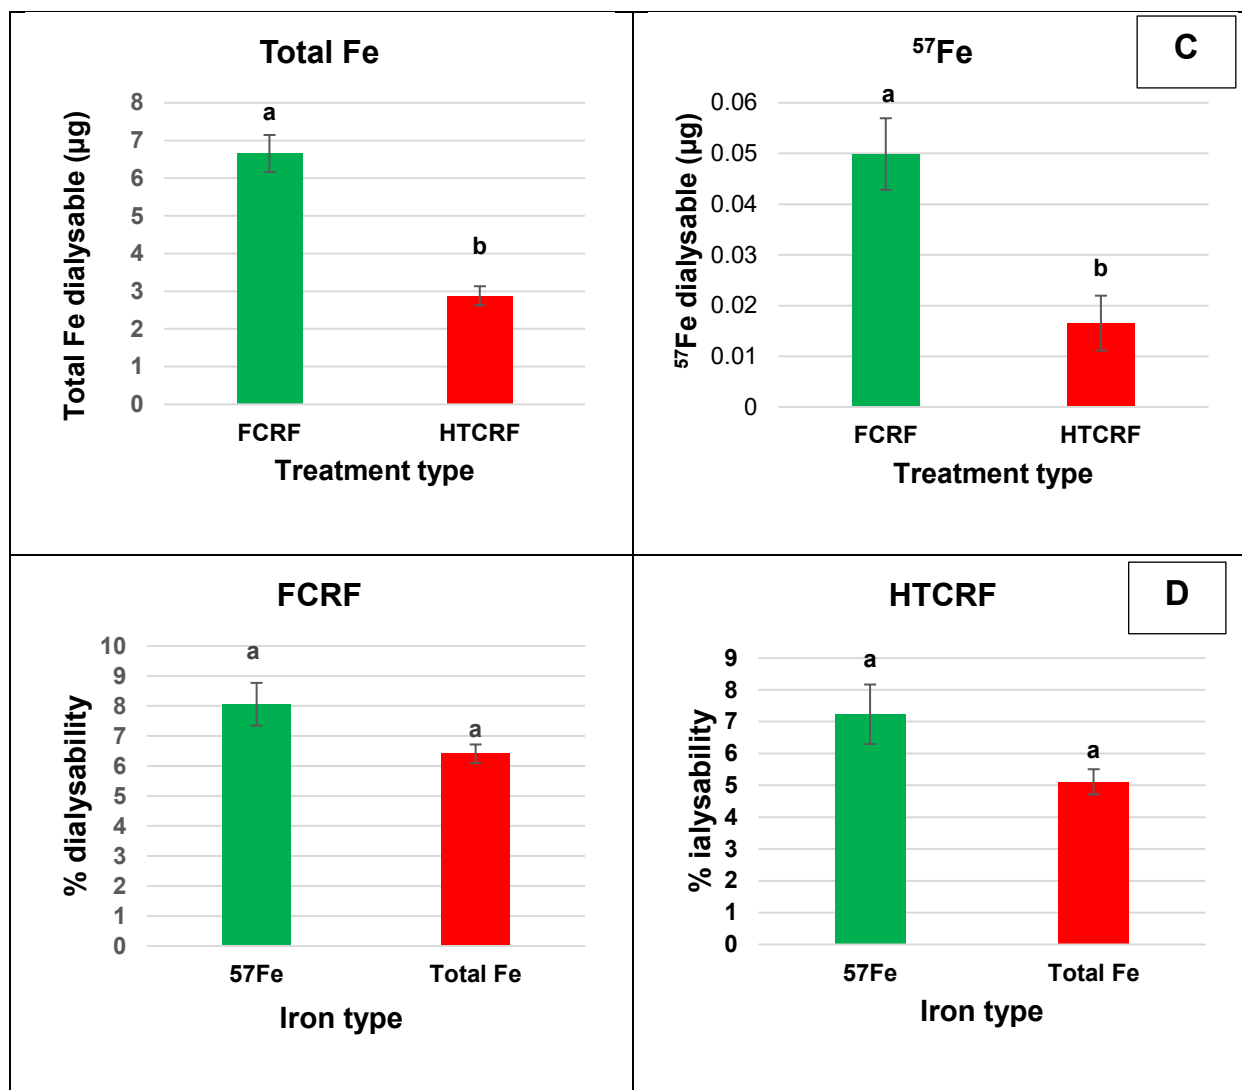 Total Fe
a
b
Total Fe dialysable (µg)
8
7
6
5
4
3
2
1
0
FCRF HTCRF
Treatment type
⁵⁷Fe
C
a
b
⁵⁷Fe dialysable (µg)
0.06
0.05
0.04
0.03
0.02
0.01
0
FCRF HTCRF
Treatment type
FCRF
a
a
% dialysability
10
9
8
7
6
5
4
3
2
1
0
57Fe Total Fe
Iron type
HTCRF
D
a
a
% ialysability
9
8
7
6
5
4
3
2
1
0
57Fe Total Fe
Iron type